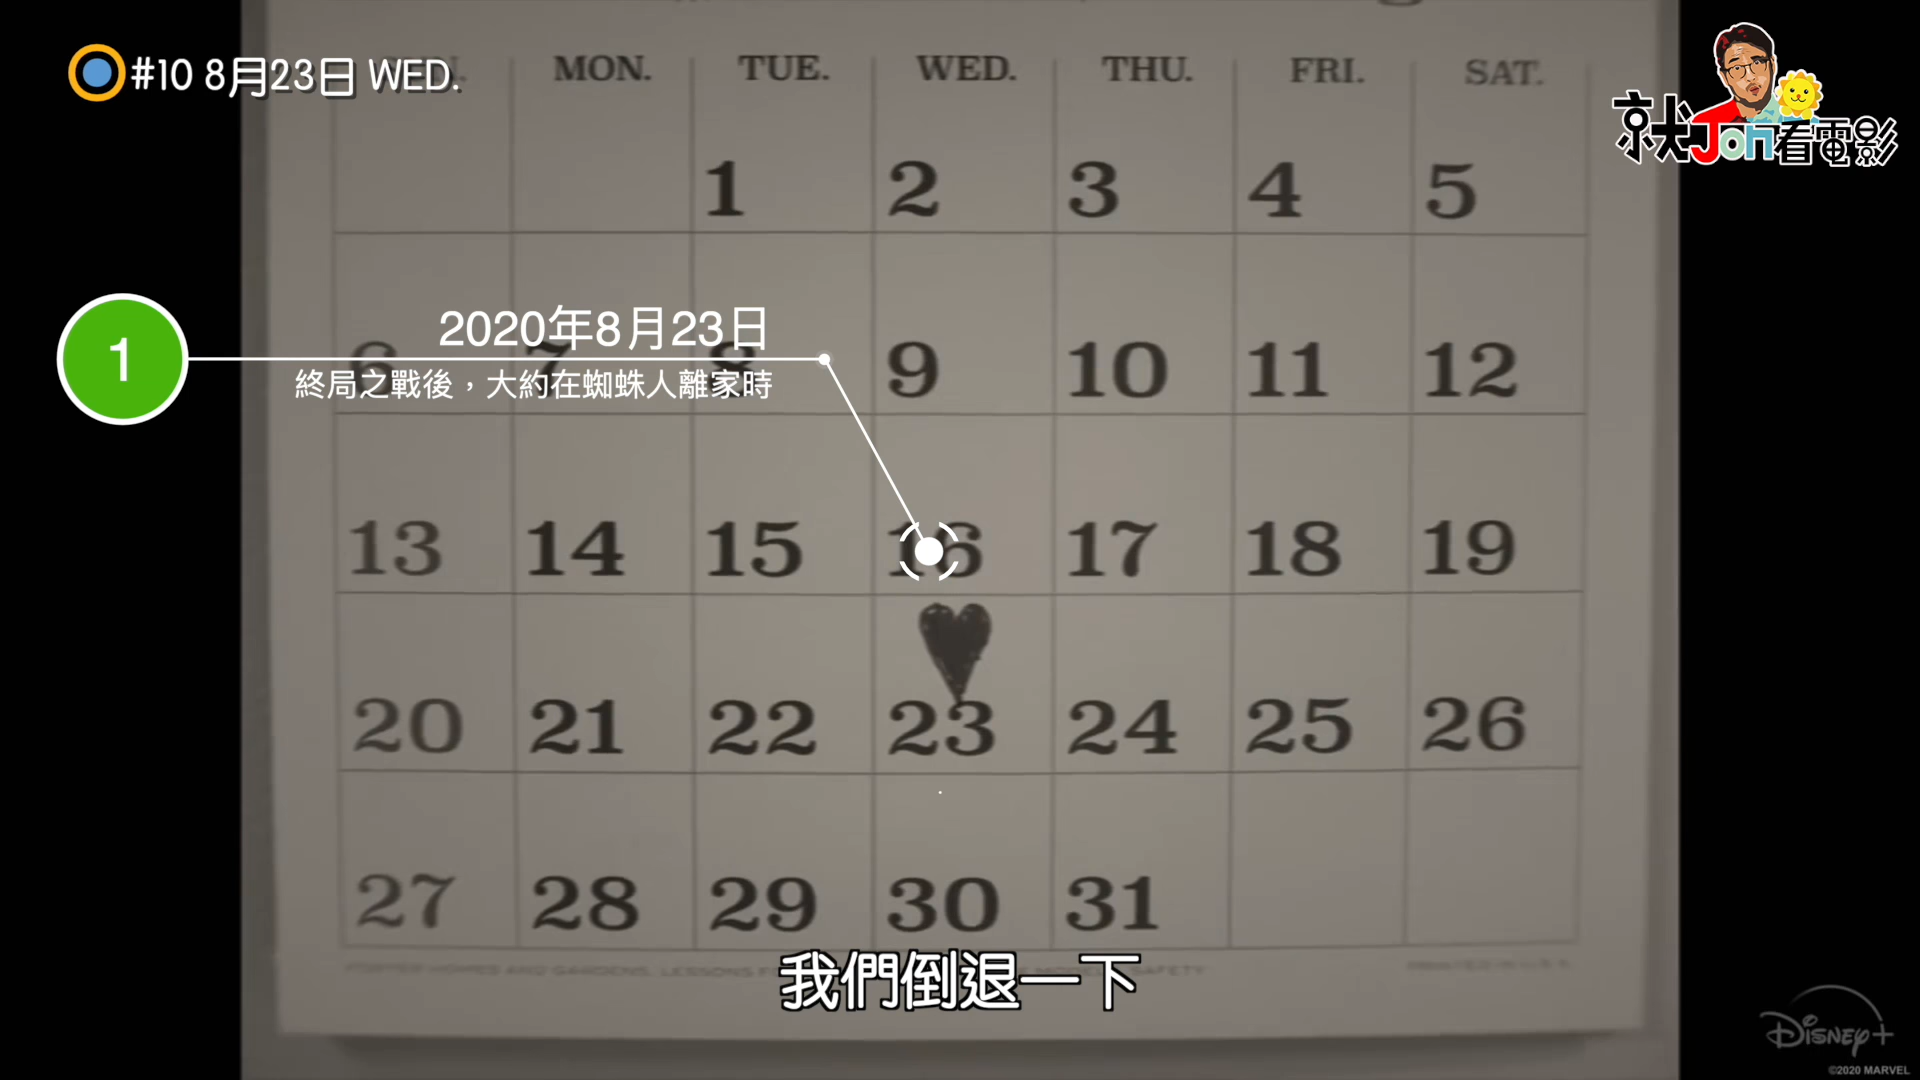 #10 8月23日 WED.
MON. TUE. WED. THU. FRI. SAT.
就Jon看電影
1 2 3 4 5
1
2020年8月23日
終局之戰後，大約在蜘蛛人離家時
6 7 8 9 10 11 12
13 14 15 16 17 18 19
20 21 22 23 24 25 26
27 28 29 30 31
我們倒退一下
Disney+
©2020 MARVEL